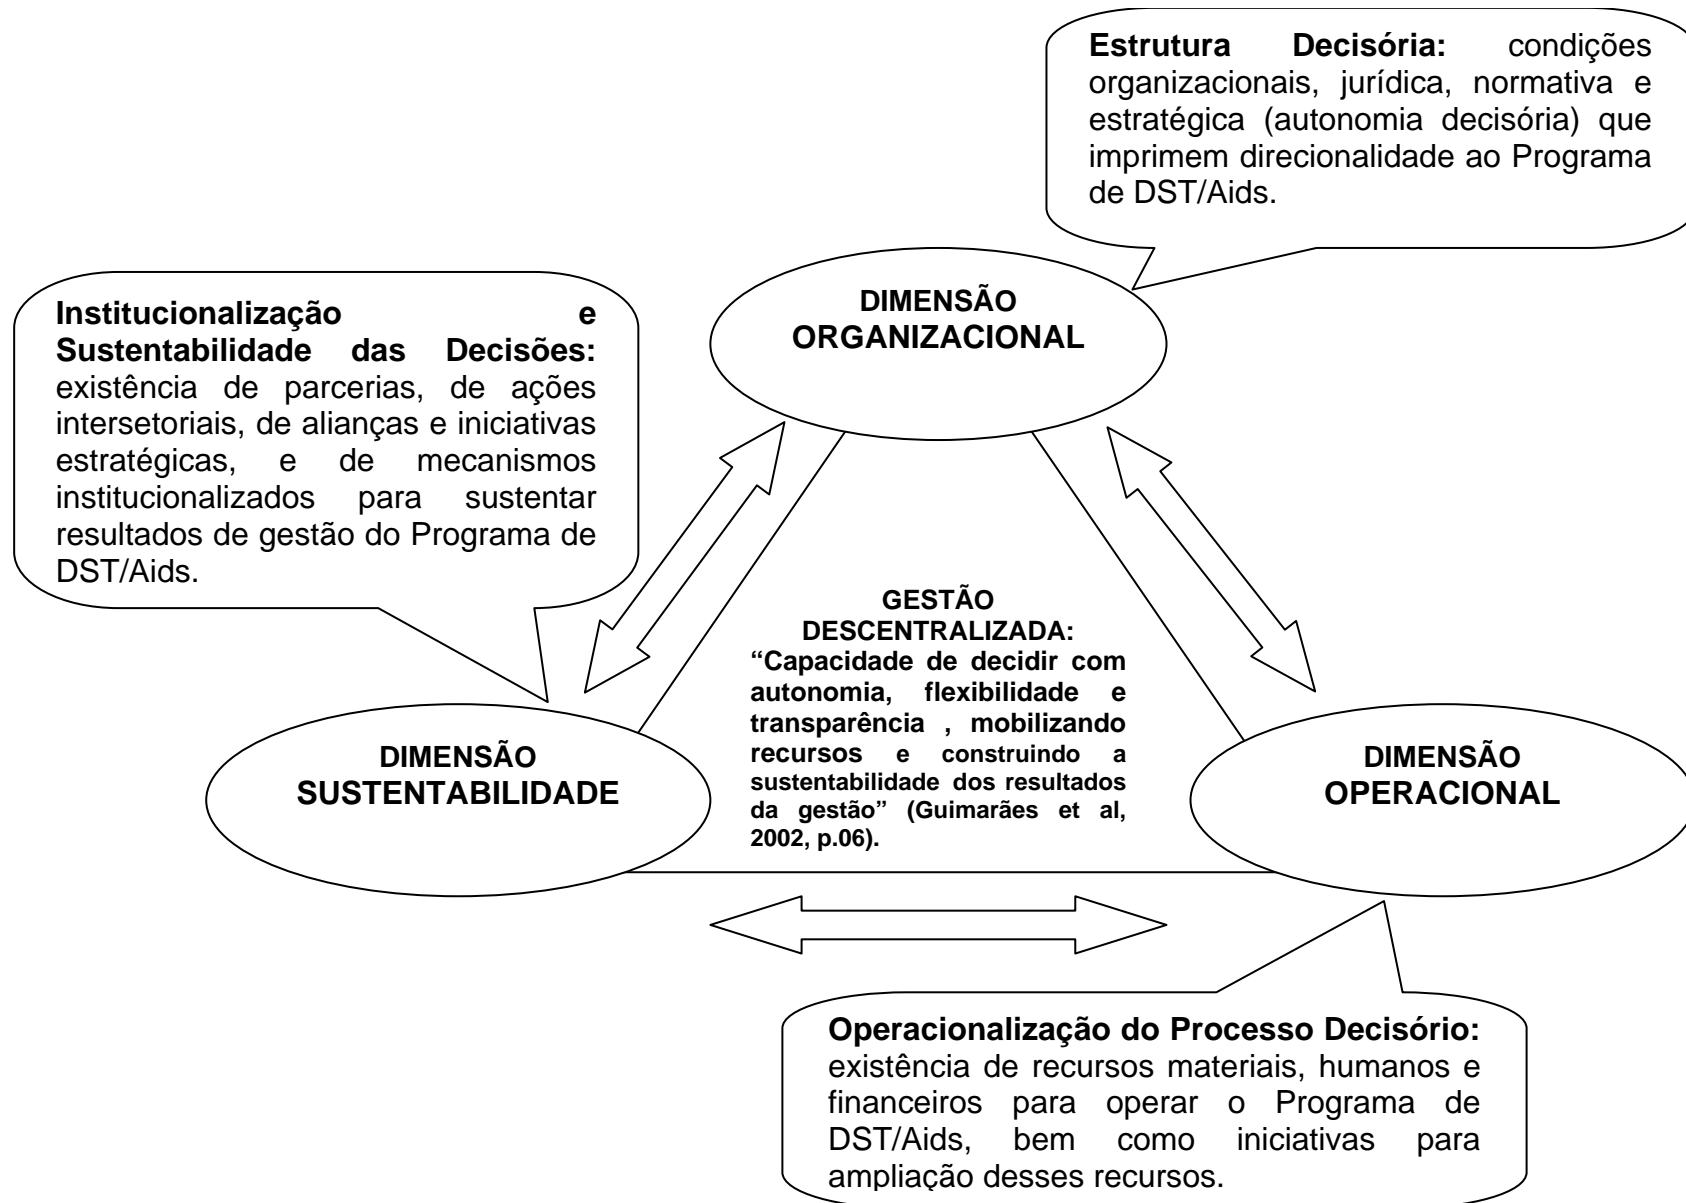 Estrutura Decisória: condições
organizacionais, jurídica, normativa e
estratégica (autonomia decisória) que
imprimem direcionalidade ao Programa
de DST/Aids.
DIMENSÃO
ORGANIZACIONAL
Institucionalização e
Sustentabilidade das Decisões:
existência de parcerias, de ações
intersetoriais, de alianças e iniciativas
estratégicas, e de mecanismos
institucionalizados para sustentar
resultados de gestão do Programa de
DST/Aids.
GESTÃO
DESCENTRALIZADA:
“Capacidade de decidir com
autonomia, flexibilidade e
transparência , mobilizando
recursos e construindo a
sustentabilidade dos resultados
da gestão” (Guimarães et al,
2002, p.06).
DIMENSÃO
SUSTENTABILIDADE
DIMENSÃO
OPERACIONAL
Operacionalização do Processo Decisório:
existência de recursos materiais, humanos e
financeiros para operar o Programa de
DST/Aids, bem como iniciativas para
ampliação desses recursos.